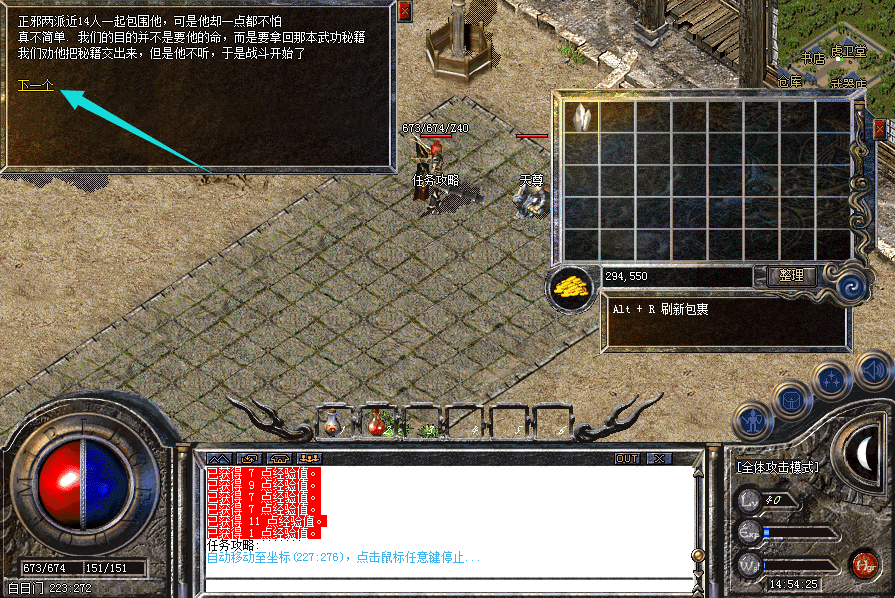 正邪两派近14人一起包围他,可是他却一点都不怕
真不简单. 我们的目的并不是要他的命,而是要拿回那本武功秘籍
我们劝他把秘籍交出来,但是他不听,于是战斗开始了
下一个
673/674/Z40
任务攻略
天尊
书店
虎卫堂
仓库
武器店
294,550
整理
Alt + R 刷新包裹
OUT
已获得 7 点经验值。
已获得 9 点经验值。
已获得 7 点经验值。
已获得 7 点经验值。
已获得 11 点经验值。
已获得 1 点经验值。
任务攻略:
自动移动至坐标(227:276),点击鼠标任意键停止...
673/674
151/151
白日门 223:272
[全体攻击模式]
Lv
40
Exp
Wt
14:54:25